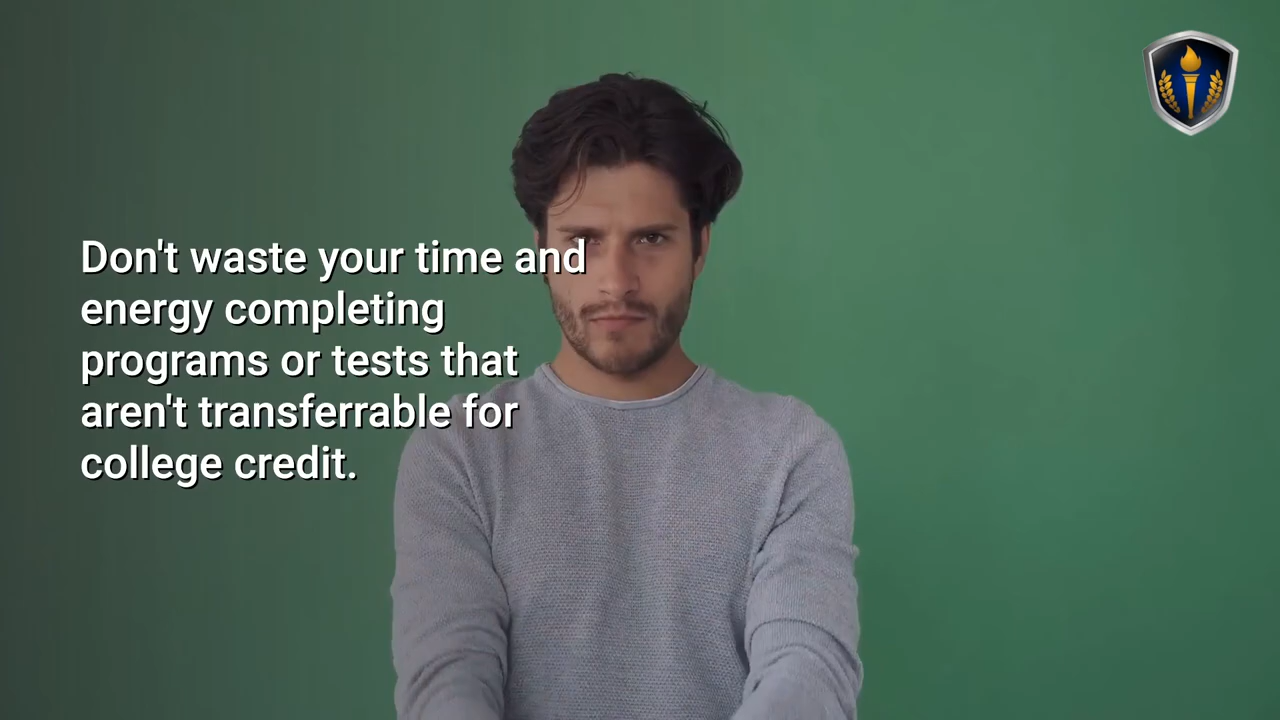 Don't waste your time and
energy completing
programs or tests that
aren't transferrable for
college credit.